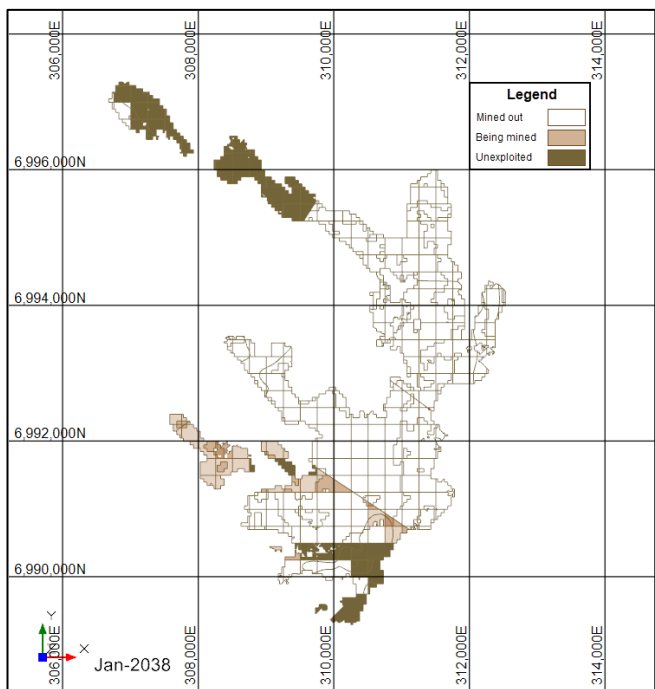 306,000E
308,000E
310,000E
312,000E
314,000E
Legend
Mined out
Being mined
Unexploited
6,996,000N
6,994,000N
6,992,000N
6,990,000N
Y
X
Jan-2038
306,000E
308,000E
310,000E
312,000E
314,000E